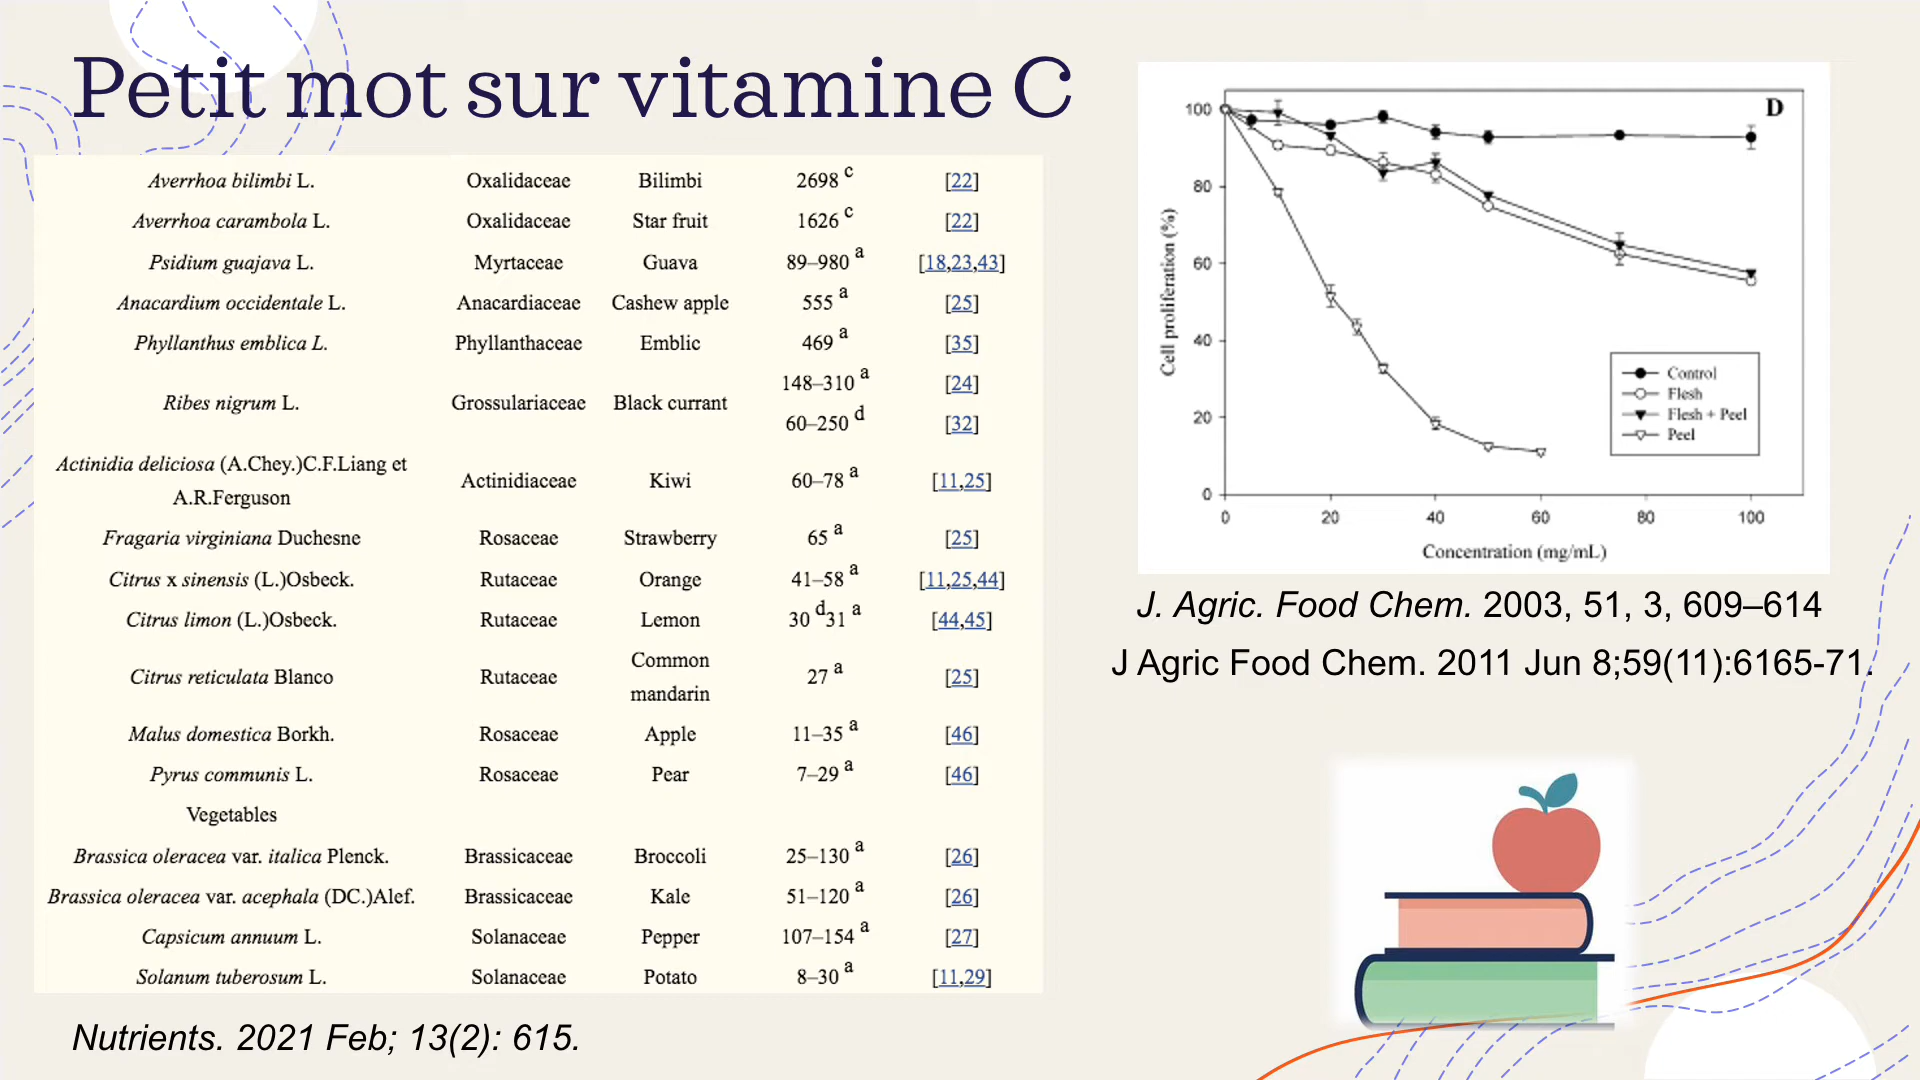 Petit mot sur vitamine C
Averrhoa bilimbi L. Oxalidaceae Bilimbi 2698 c [22]
Averrhoa carambola L. Oxalidaceae Star fruit 1626 c [22]
Psidium guajava L. Myrtaceae Guava 89–980 a [18,23,43]
Anacardium occidentale L. Anacardiaceae Cashew apple 555 a [25]
Phyllanthus emblica L. Phyllanthaceae Emblic 469 a [35]
Ribes nigrum L. Grossulariaceae Black currant
148–310 a [24]
60–250 d [32]
Actinidia deliciosa (A.Chey.)C.F.Liang et
A.R.Ferguson
Actinidiaceae Kiwi 60–78 a [11,25]
Fragaria virginiana Duchesne Rosaceae Strawberry 65 a [25]
Citrus x sinensis (L.)Osbeck. Rutaceae Orange 41–58 a [11,25,44]
Citrus limon (L.)Osbeck. Rutaceae Lemon 30 d31 a [44,45]
Citrus reticulata Blanco Rutaceae
Common
mandarin
27 a [25]
Malus domestica Borkh. Rosaceae Apple 11–35 a [46]
Pyrus communis L. Rosaceae Pear 7–29 a [46]
Vegetables
Brassica oleracea var. italica Plenck. Brassicaceae Broccoli 25–130 a [26]
Brassica oleracea var. acephala (DC.)Alef. Brassicaceae Kale 51–120 a [26]
Capsicum annuum L. Solanaceae Pepper 107–154 a [27]
Solanum tuberosum L. Solanaceae Potato 8–30 a [11,29]
Nutrients. 2021 Feb; 13(2): 615.
D
Cell proliferation (%)
100
80
60
40
20
0
Control
Flesh
Flesh + Peel
Peel
0 20 40 60 80 100
Concentration (mg/mL)
J. Agric. Food Chem. 2003, 51, 3, 609–614
J Agric Food Chem. 2011 Jun 8;59(11):6165-71.